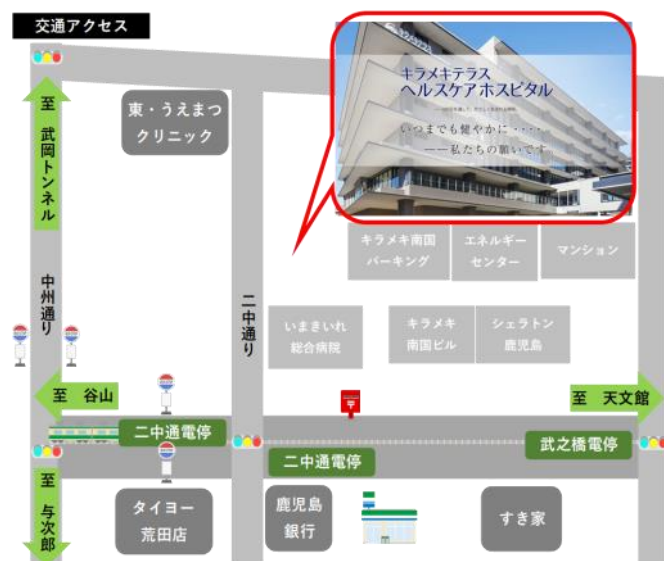 交通アクセス
キラメキテラス
ヘルスケアホスピタル
いつまでも健やかに・・・・
――私たちの願いです
東・うえまつ
クリニック
至 武岡トンネル
キラメキ南国
パーキング
エネルギー
センター
マンション
中州通り
二中通り
いまきいれ
総合病院
キラメキ
南国ビル
シェラトン
鹿児島
至 谷山
至 天文館
二中通電停
武之橋電停
二中通電停
至 与次郎
タイヨー
荒田店
鹿児島
銀行
すき家